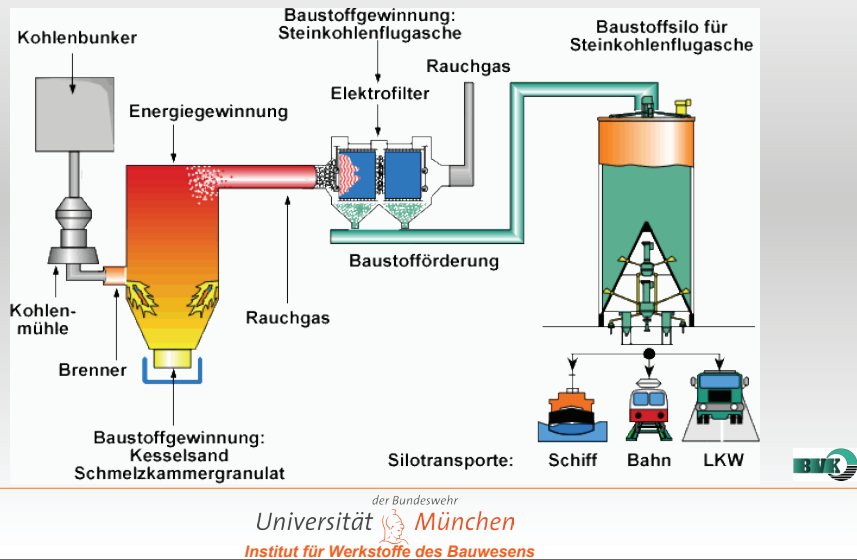 Baustoffgewinnung:
Steinkohlenflugasche
Baustoffsilo für
Steinkohlenflugasche
Kohlenbunker
Rauchgas
Elektrofilter
Energiegewinnung
Baustofförderung
Kohlen-
mühle
Rauchgas
Brenner
Baustoffgewinnung:
Kesselsand
Schmelzkammergranulat
Silotransporte: Schiff Bahn LKW
BVK
der Bundeswehr
Universität München
Institut für Werkstoffe des Bauwesens